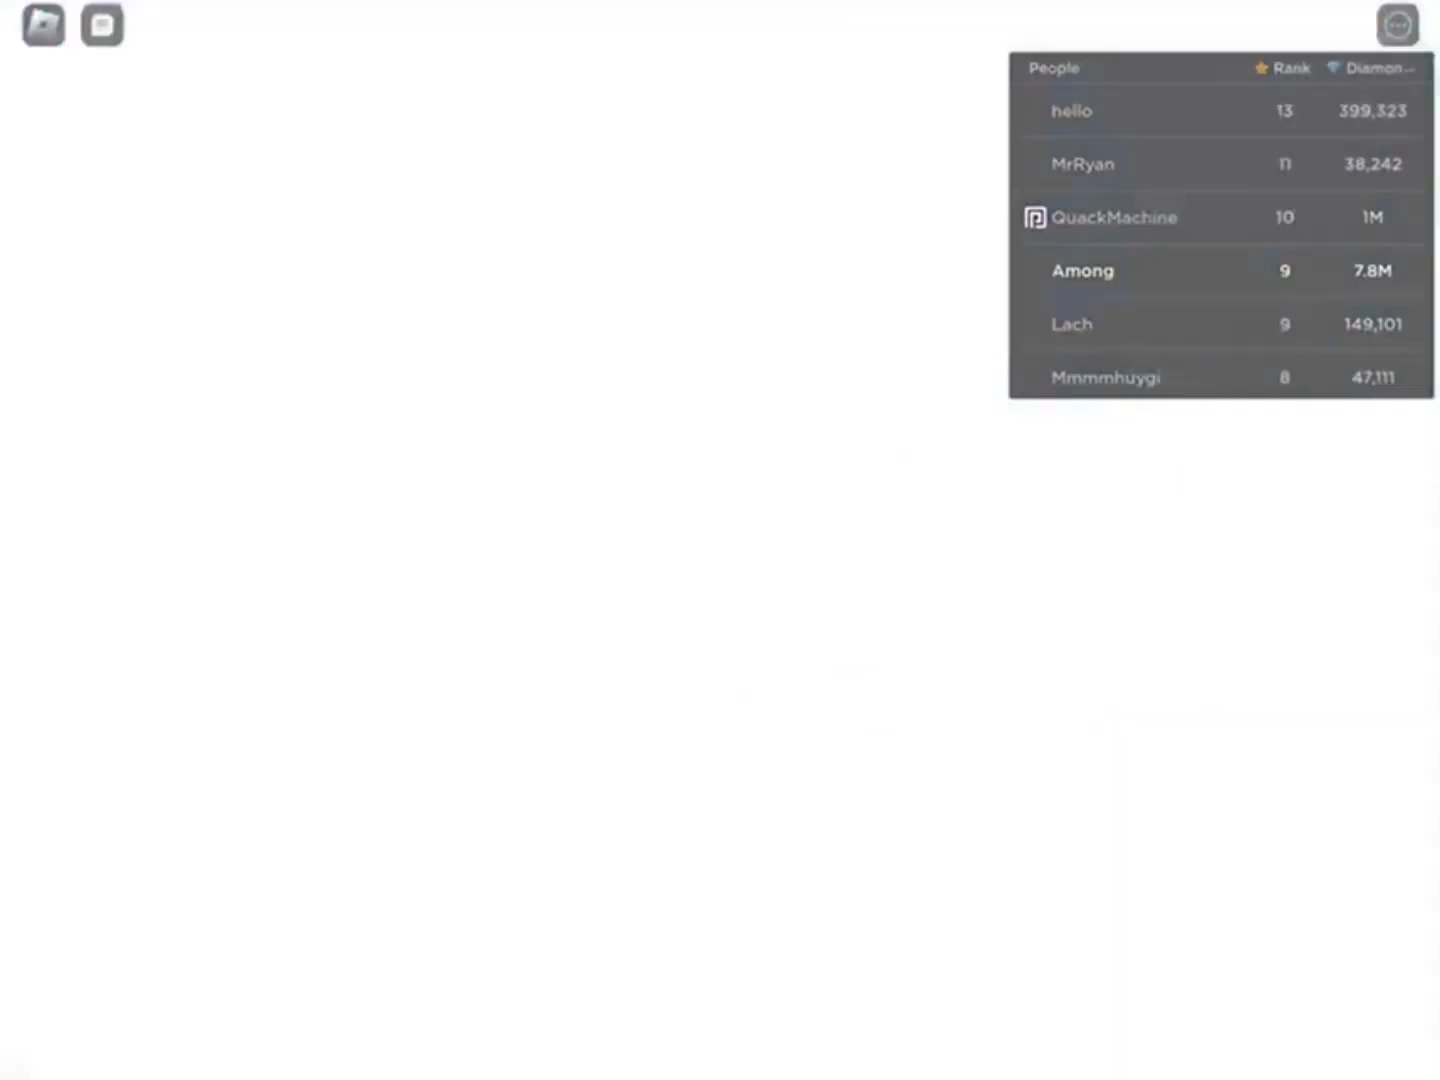 People Rank Diamon...
hello 13 399,323
MrRyan 11 38,242
QuackMachine 10 1M
Among 9 7.8M
Lach 9 149,101
Mmmmhuygi 8 47,111